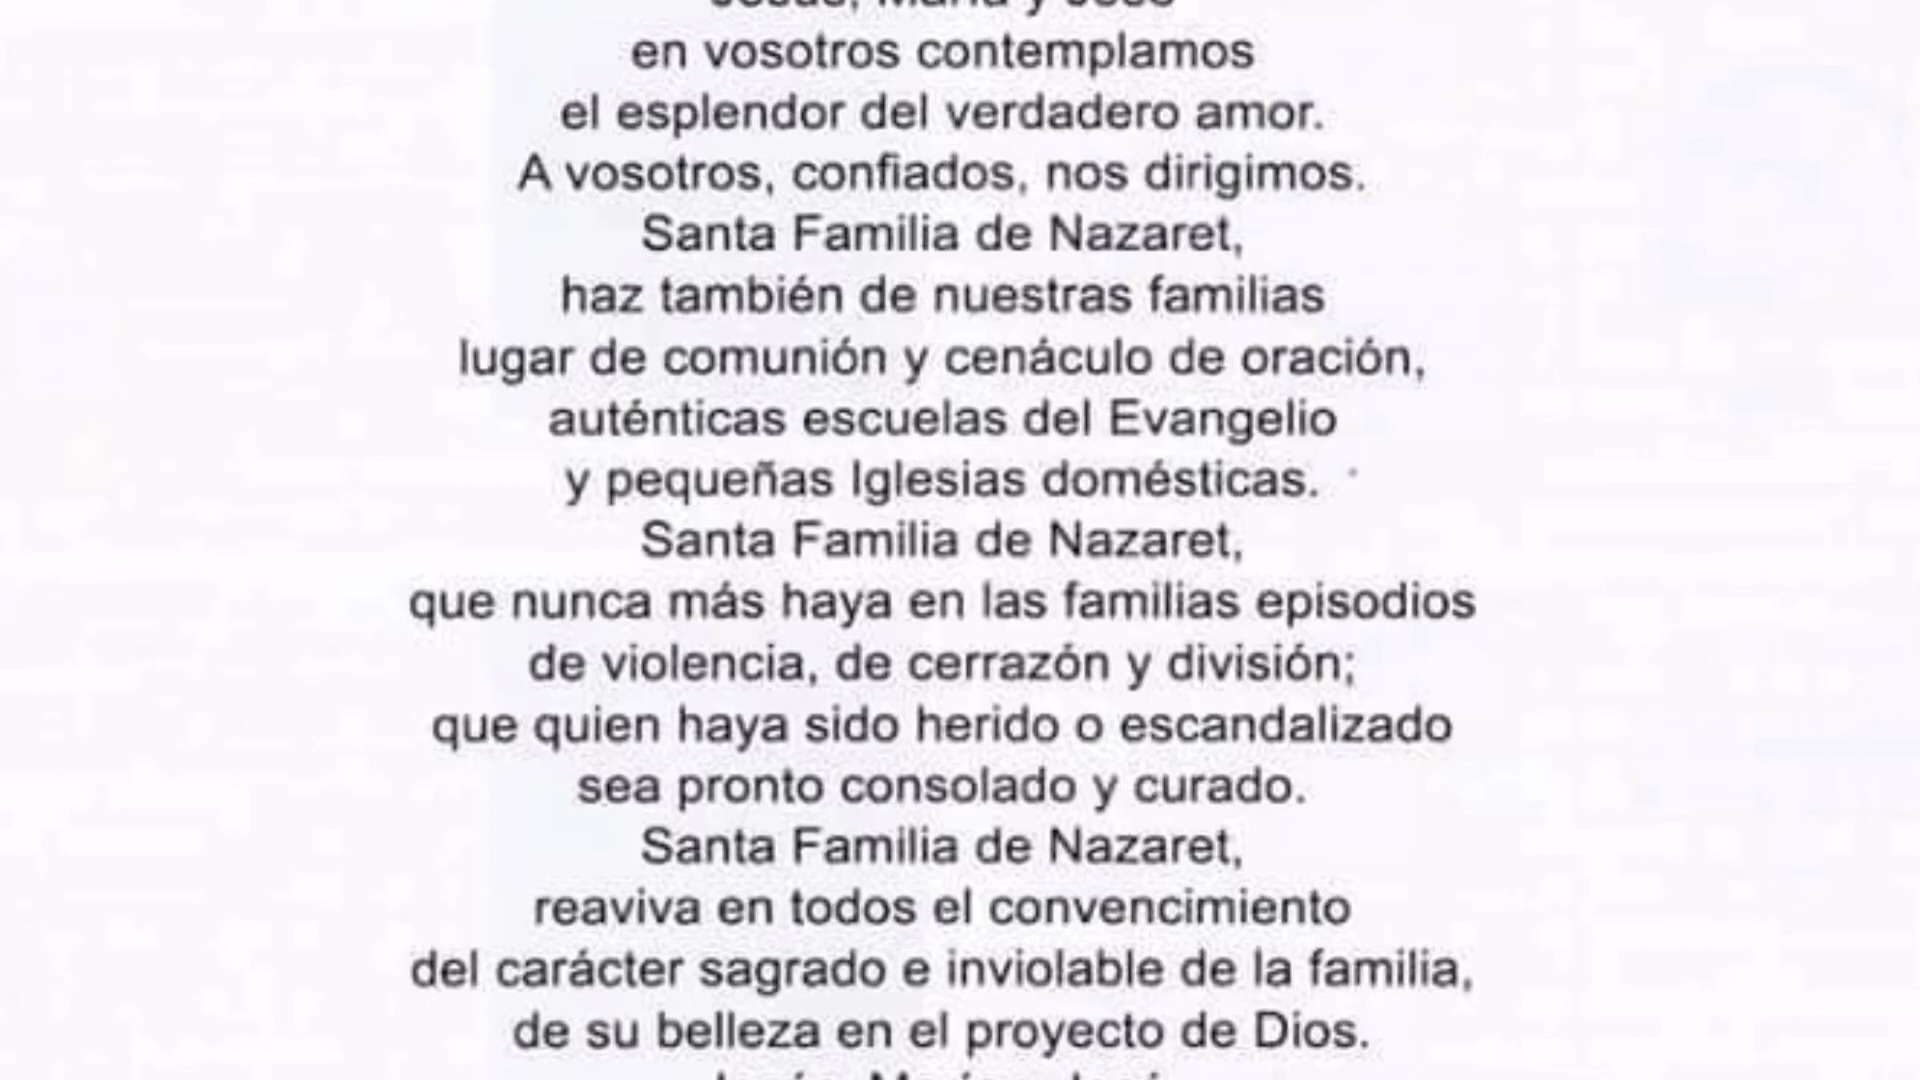 Jesús, María y José
en vosotros contemplamos
el esplendor del verdadero amor.
A vosotros, confiados, nos dirigimos.
Santa Familia de Nazaret,
haz también de nuestras familias
lugar de comunión y cenáculo de oración,
auténticas escuelas del Evangelio
y pequeñas Iglesias domésticas.
Santa Familia de Nazaret,
que nunca más haya en las familias episodios
de violencia, de cerrazón y división;
que quien haya sido herido o escandalizado
sea pronto consolado y curado.
Santa Familia de Nazaret,
reaviva en todos el convencimiento
del carácter sagrado e inviolable de la familia,
de su belleza en el proyecto de Dios.